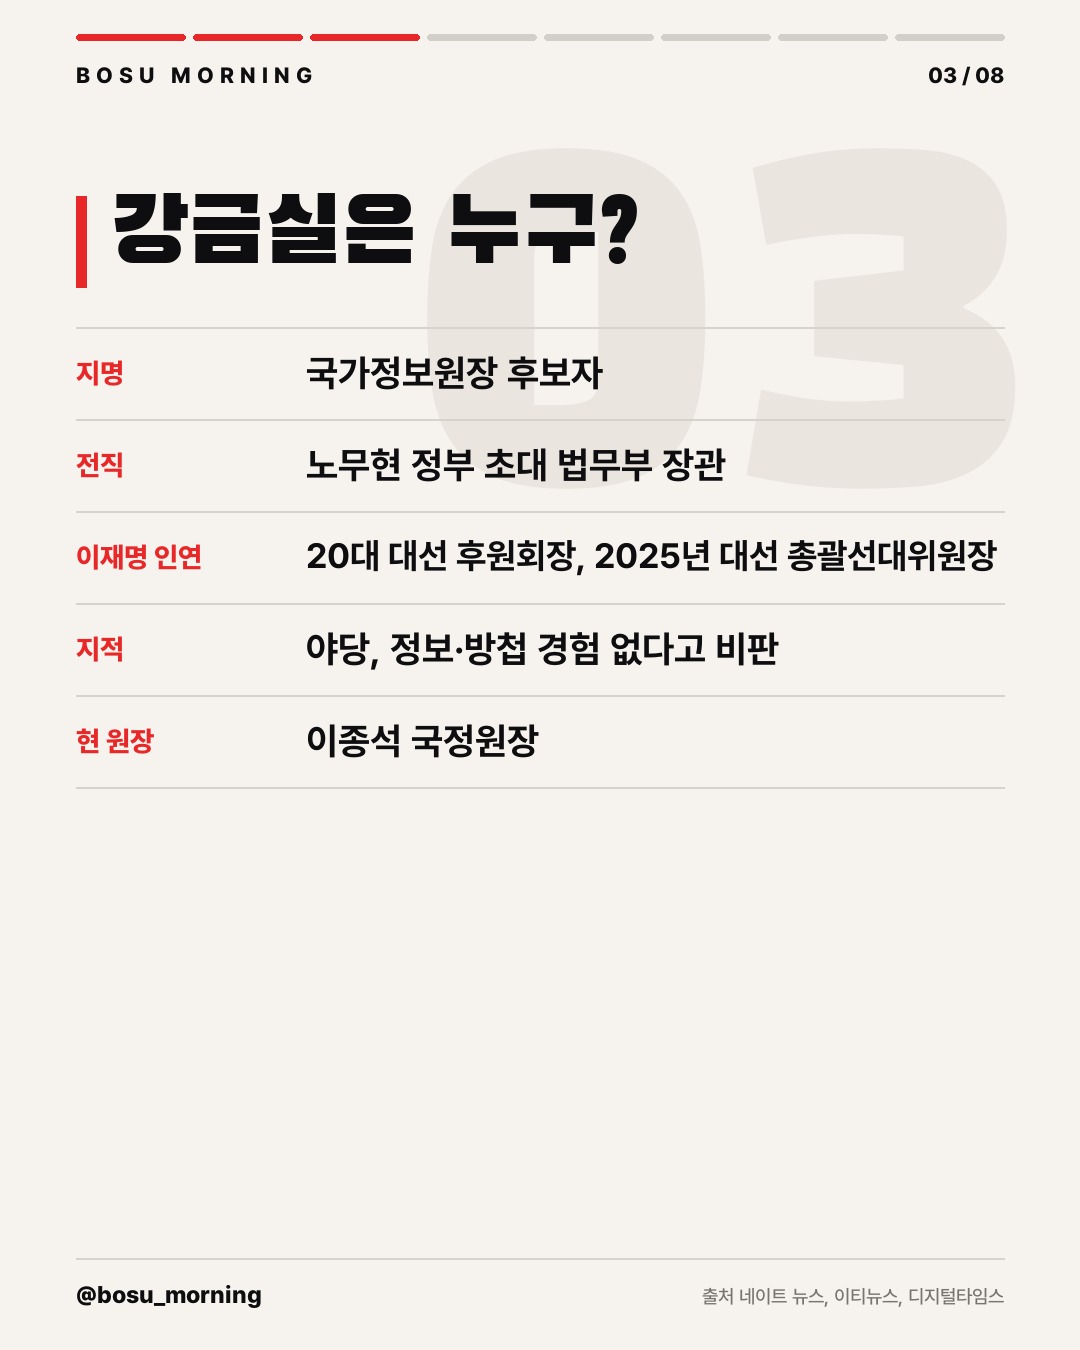 BOSU MORNING
03 / 08
03
강금실은 누구?
지명 국가정보원장 후보자
전직 노무현 정부 초대 법무부 장관
이재명 인연 20대 대선 후원회장, 2025년 대선 총괄선대위원장
지적 야당, 정보·방첩 경험 없다고 비판
현 원장 이종석 국정원장
@bosu_morning
출처 네이트 뉴스, 이티뉴스, 디지털타임스